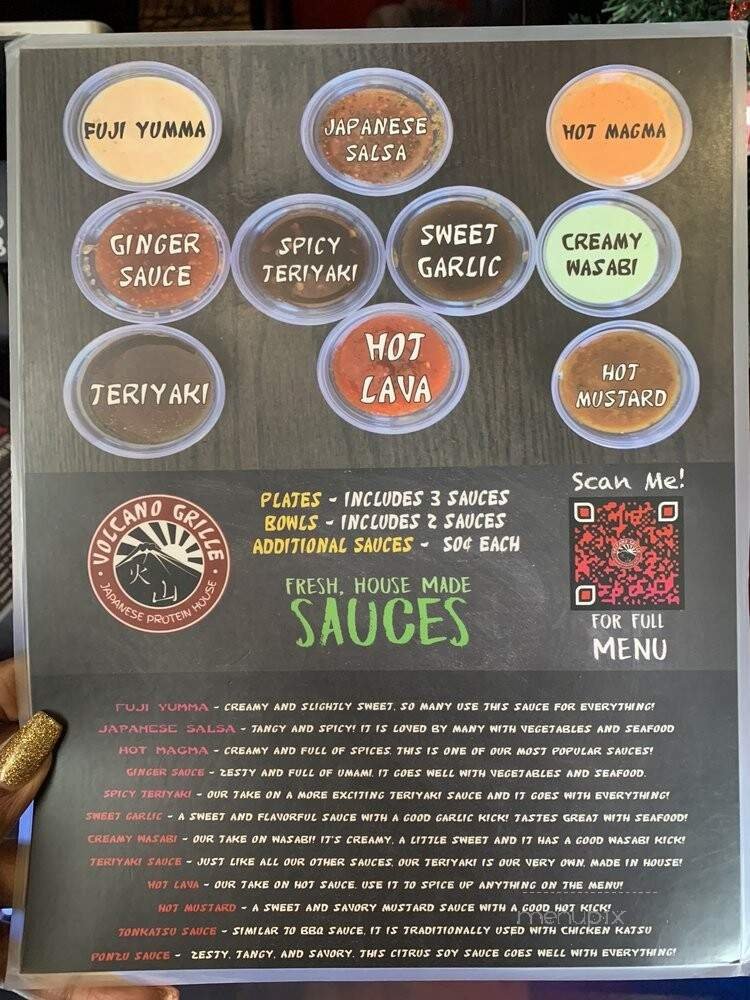 FUJI YUMMA
JAPANESE
SALSA
HOT MAGMA
GINGER
SAUCE
SPICY
TERIYAKI
SWEET
GARLIC
CREAMY
WASABI
TERIYAKI
HOT
LAVA
HOT
MUSTARD
VOLCANO GRILLE
火山
JAPANESE PROTEIN HOUSE
PLATES - INCLUDES 3 SAUCES
BOWLS - INCLUDES 2 SAUCES
ADDITIONAL SAUCES - 50¢ EACH
FRESH, HOUSE MADE
SAUCES
Scan Me!
FOR FULL
MENU
FUJI YUMMA - CREAMY AND SLIGHTLY SWEET, SO MANY USE THIS SAUCE FOR EVERYTHING!
JAPANESE SALSA - TANGY AND SPICY! IT IS LOVED BY MANY WITH VEGETABLES AND SEAFOOD
HOT MAGMA - CREAMY AND FULL OF SPICES. THIS IS ONE OF OUR MOST POPULAR SAUCES!
GINGER SAUCE - ZESTY AND FULL OF UMAMI. IT GOES WELL WITH VEGETABLES AND SEAFOOD.
SPICY TERIYAKI - OUR TAKE ON A MORE EXCITING TERIYAKI SAUCE AND IT GOES WITH EVERYTHING!
SWEET GARLIC - A SWEET AND FLAVORFUL SAUCE WITH A GOOD GARLIC KICK! TASTES GREAT WITH SEAFOOD!
CREAMY WASABI - OUR TAKE ON WASABI! IT'S CREAMY, A LITTLE SWEET AND IT HAS A GOOD WASABI KICK!
TERIYAKI SAUCE - JUST LIKE ALL OUR OTHER SAUCES, OUR TERIYAKI IS OUR VERY OWN, MADE IN HOUSE!
HOT LAVA - OUR TAKE ON HOT SAUCE. USE IT TO SPICE UP ANYTHING ON THE MENU!
HOT MUSTARD - A SWEET AND SAVORY MUSTARD SAUCE WITH A GOOD HOT KICK!
menupix
TONKATSU SAUCE - SIMILAR TO BBQ SAUCE, IT IS TRADITIONALLY USED WITH CHICKEN KATSU
PONZU SAUCE - ZESTY, TANGY, AND SAVORY. THIS CITRUS SOY SAUCE GOES WELL WITH EVERYTHING!